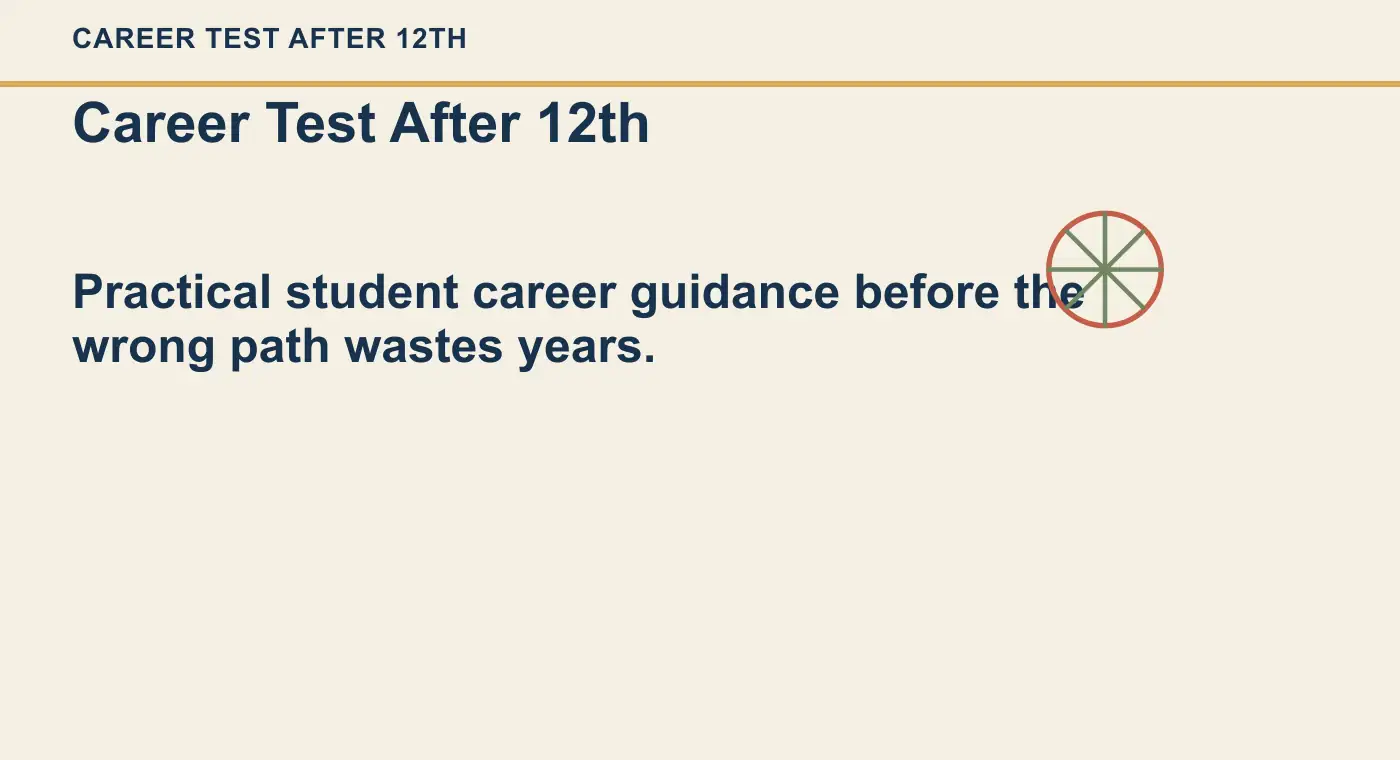 CAREER TEST AFTER 12TH
Career Test After 12th
Practical student career guidance before the
wrong path wastes years.